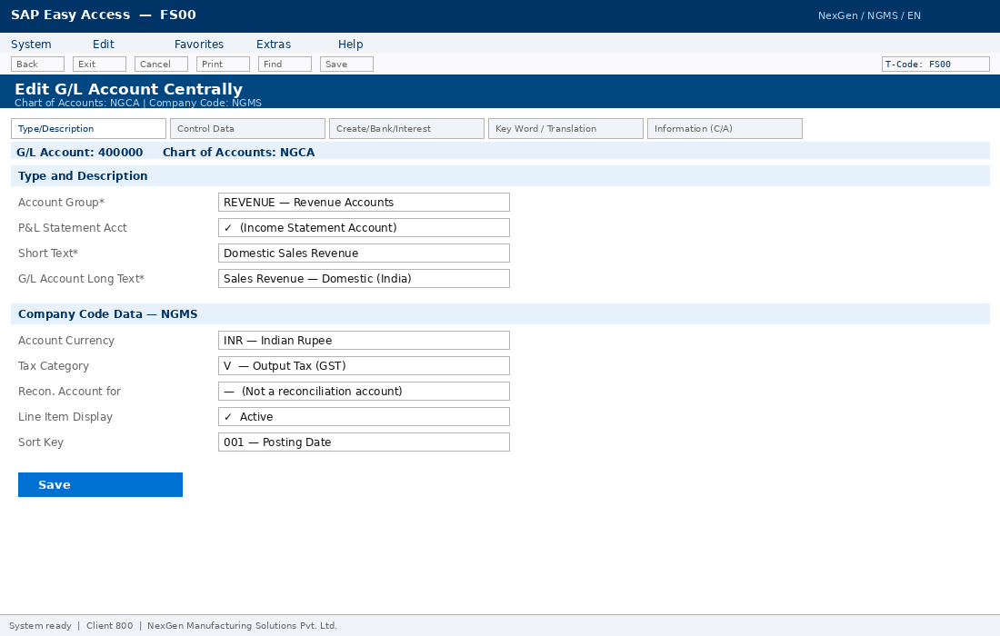 SAP Easy Access — FS00
NexGen / NGMS / EN
System Edit Favorites Extras Help
Back Exit Cancel Print Find Save
T-Code: FS00
Edit G/L Account Centrally
Chart of Accounts: NGCA | Company Code: NGMS
Type/Description Control Data Create/Bank/Interest Key Word / Translation Information (C/A)
G/L Account: 400000 Chart of Accounts: NGCA
Type and Description
Account Group* REVENUE — Revenue Accounts
P&L Statement Acct ✓ (Income Statement Account)
Short Text* Domestic Sales Revenue
G/L Account Long Text* Sales Revenue — Domestic (India)
Company Code Data — NGMS
Account Currency INR — Indian Rupee
Tax Category V — Output Tax (GST)
Recon. Account for — (Not a reconciliation account)
Line Item Display ✓ Active
Sort Key 001 — Posting Date
Save
System ready | Client 800 | NexGen Manufacturing Solutions Pvt. Ltd.